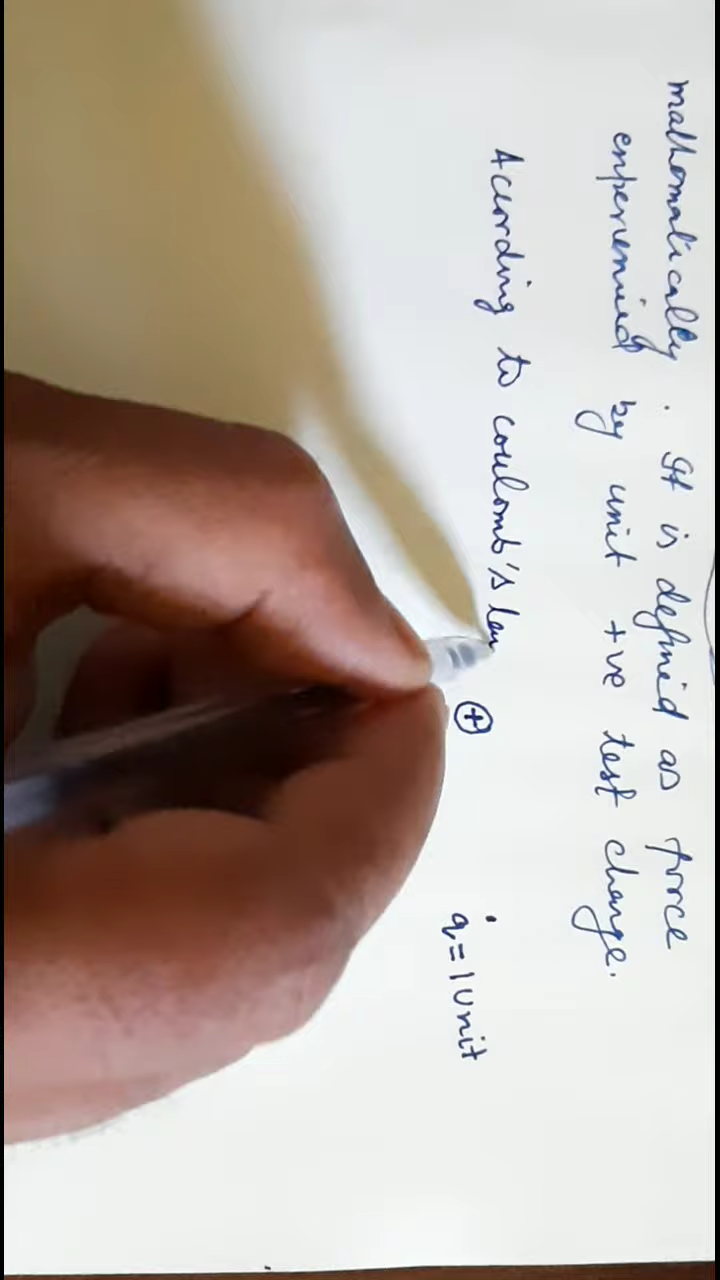 mathematically. It is defined as force
experienced by unit +ve test charge.
+
q=1unit
According to coulomb's law